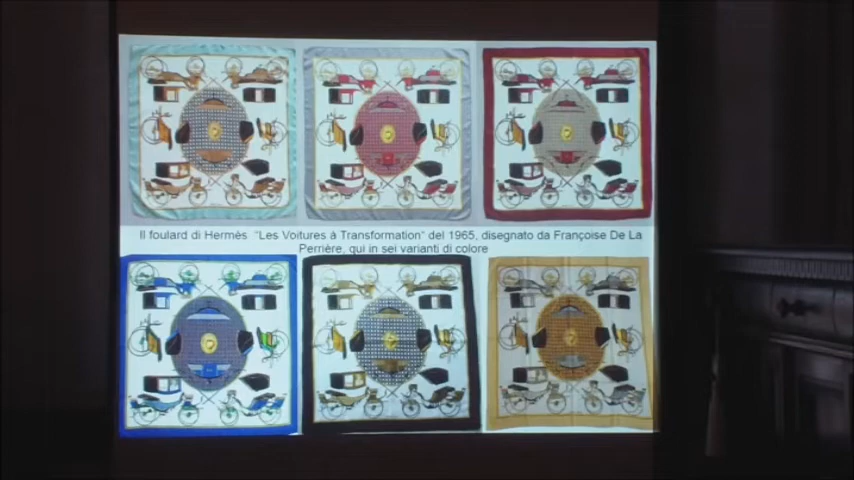 Il foulard di Hermès "Les Voitures à Transformation" del 1965, disegnato da Françoise De La
Perrière, qui in sei varianti di colore